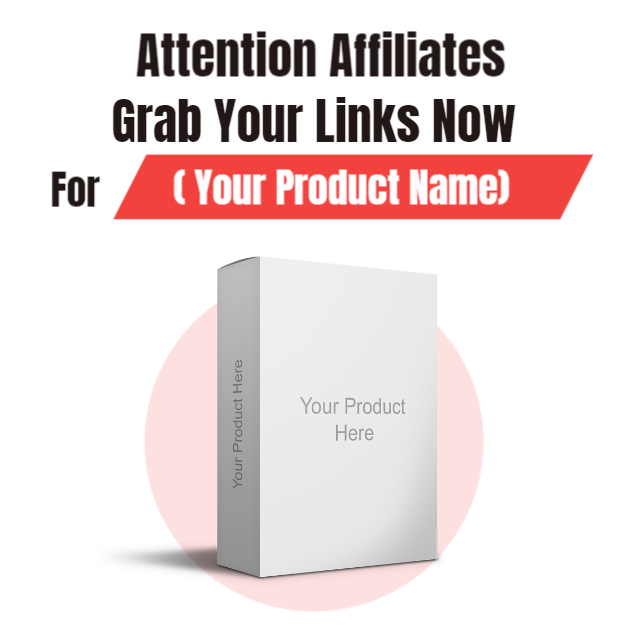 Attention Affiliates
Grab Your Links Now
For ( Your Product Name)
Your Product Here
Your Product
Here